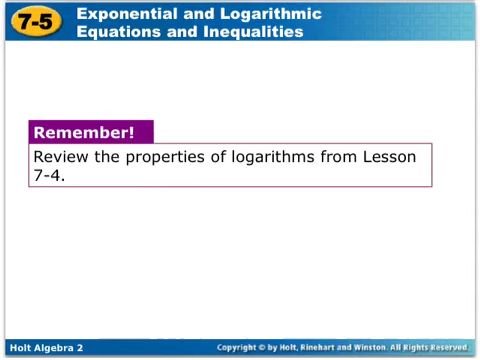 7-5
Exponential and Logarithmic
Equations and Inequalities
Remember!
Review the properties of logarithms from Lesson
7-4.
Holt Algebra 2
Copyright © by Holt, Rinehart and Winston. All Rights Reserved.